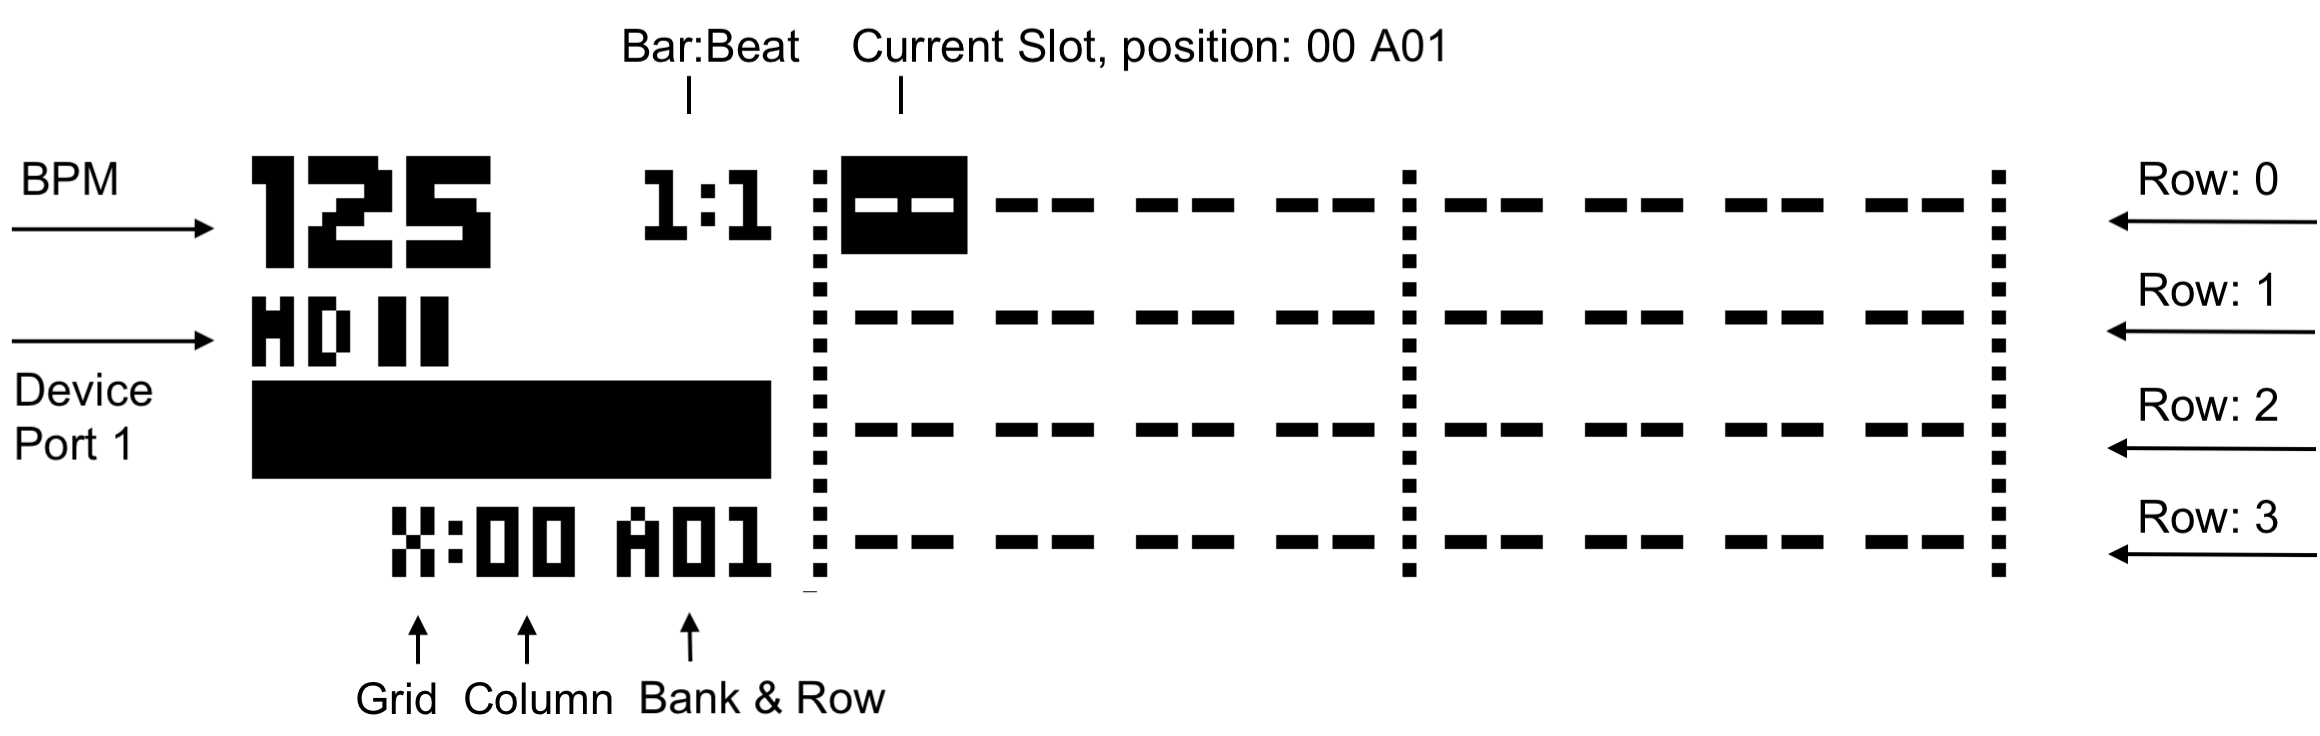 Bar:Beat Current Slot, position: 00 A01
BPM 125 1:1 -- -- -- -- -- -- -- -- Row: 0
MD -- -- -- -- -- -- -- -- Row: 1
Device
Port 1 -- -- -- -- -- -- -- -- Row: 2
X:00 A01 -- -- -- -- -- -- -- -- Row: 3
Grid Column Bank & Row